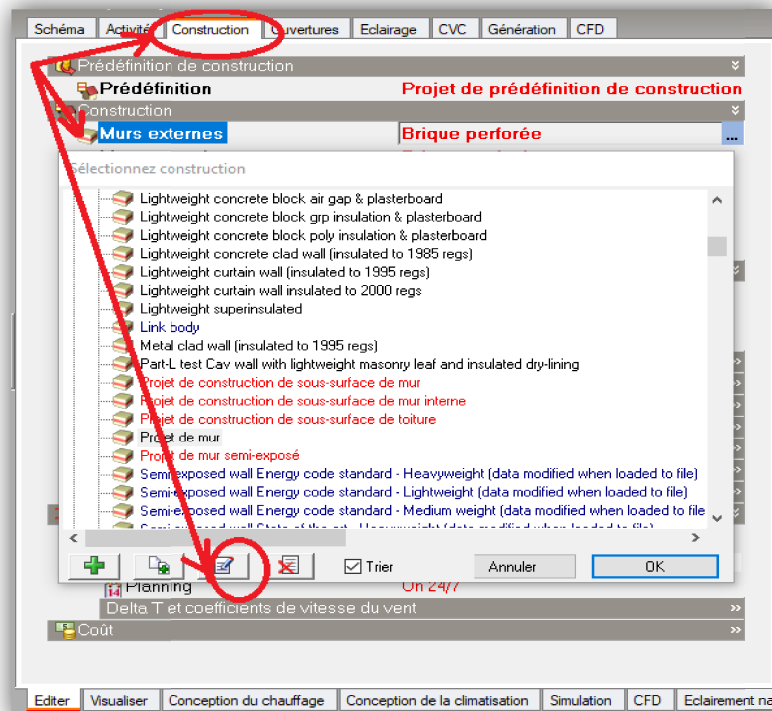 Schéma Activité Construction Ouvertures Eclairage CVC Génération CFD
Prédéfinition de construction
Prédéfinition Projet de prédéfinition de construction
Construction
Murs externes Brique perforée ...
Sélectionnez construction
Lightweight concrete block air gap & plasterboard
Lightweight concrete block grp insulation & plasterboard
Lightweight concrete block poly insulation & plasterboard
Lightweight concrete clad wall (insulated to 1985 regs)
Lightweight curtain wall (insulated to 1995 regs)
Lightweight curtain wall insulated to 2000 regs
Lightweight superinsulated
Link body
Metal clad wall (insulated to 1995 regs)
Part-L test Cav wall with lightweight masonry leaf and insulated dry-lining
Projet de construction de sous-surface de mur
Projet de construction de sous-surface de mur interne
Projet de construction de sous-surface de toiture
Projet de mur
Projet de mur semi-exposé
Semi-exposed wall Energy code standard - Heavyweight (data modified when loaded to file)
Semi-exposed wall Energy code standard - Lightweight (data modified when loaded to file)
Semi-exposed wall Energy code standard - Medium weight (data modified when loaded to file
Trier Annuler OK
Planning On 24/7
Delta T et coefficients de vitesse du vent
Coût
Editer Visualiser Conception du chauffage Conception de la climatisation Simulation CFD Eclairement na